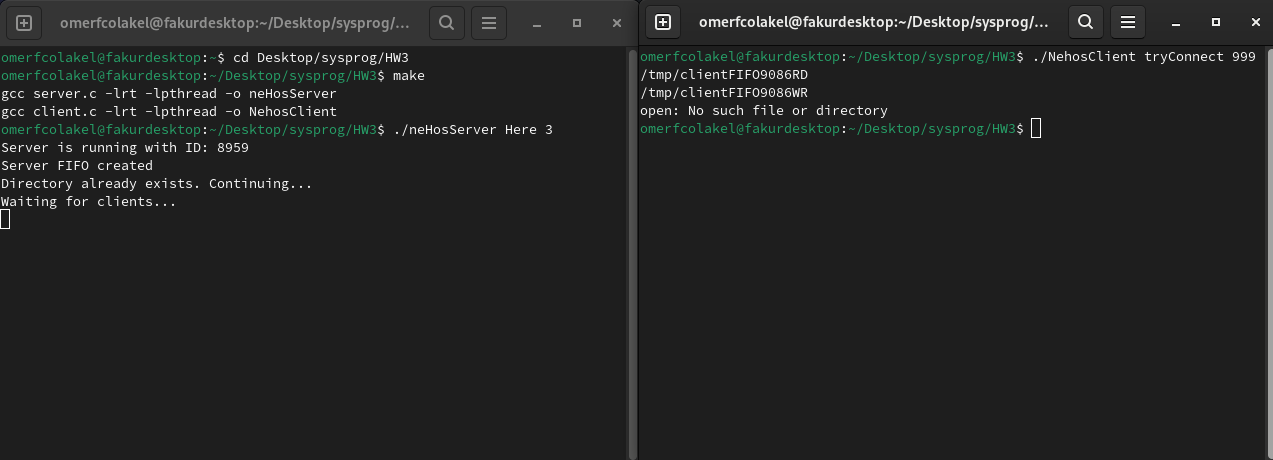 omerfcolakel@fakurdesktop:~/Desktop/sysprog/...
omerfcolakel@fakurdesktop:~$ cd Desktop/sysprog/HW3
omerfcolakel@fakurdesktop:~/Desktop/sysprog/HW3$ make
gcc server.c -lrt -lpthread -o neHosServer
gcc client.c -lrt -lpthread -o NehosClient
omerfcolakel@fakurdesktop:~/Desktop/sysprog/HW3$ ./neHosServer Here 3
Server is running with ID: 8959
Server FIFO created
Directory already exists. Continuing...
Waiting for clients...
omerfcolakel@fakurdesktop:~/Desktop/sysprog/...
omerfcolakel@fakurdesktop:~/Desktop/sysprog/HW3$ ./NehosClient tryConnect 999
/tmp/clientFIFO9086RD
/tmp/clientFIFO9086WR
open: No such file or directory
omerfcolakel@fakurdesktop:~/Desktop/sysprog/HW3$